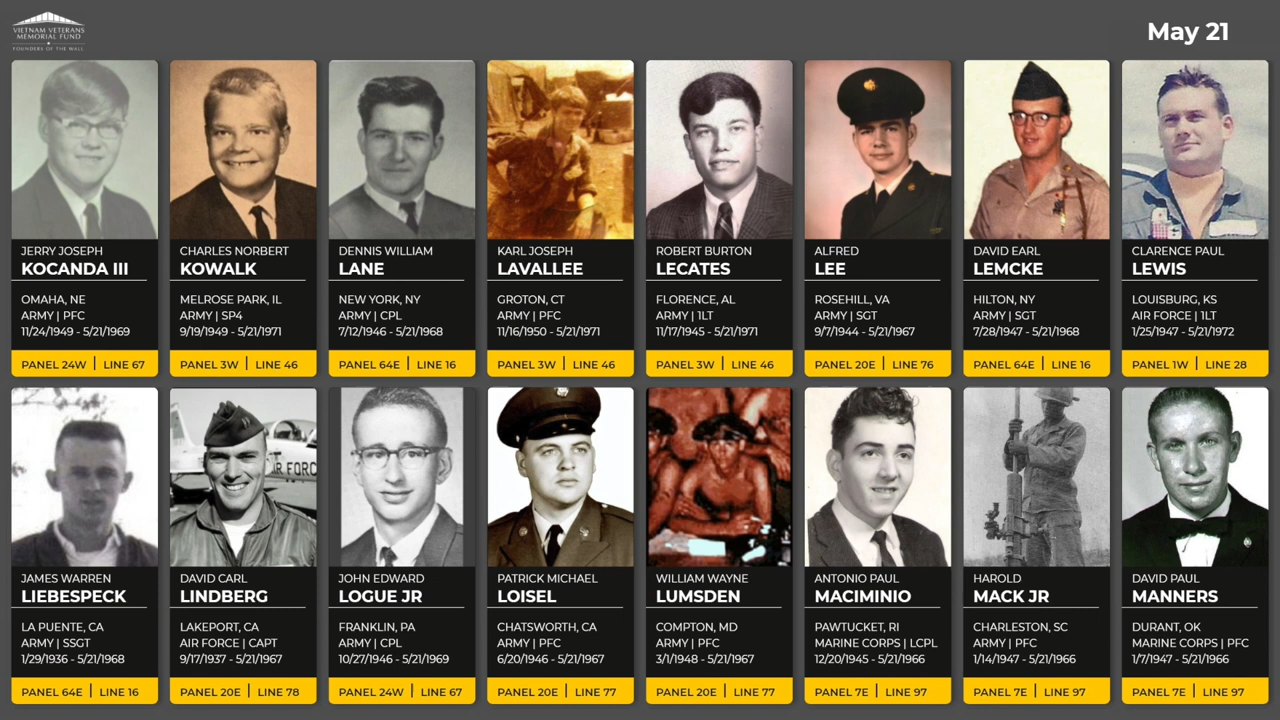 VIETNAM VETERANS
MEMORIAL FUND
FOUNDERS OF THE WALL
May 21
JERRY JOSEPH
KOCANDA III
OMAHA, NE
ARMY | PFC
11/24/1949 - 5/21/1969
PANEL 24W | LINE 67
CHARLES NORBERT
KOWALK
MELROSE PARK, IL
ARMY | SP4
9/19/1949 - 5/21/1971
PANEL 3W | LINE 46
DENNIS WILLIAM
LANE
NEW YORK, NY
ARMY | CPL
7/12/1946 - 5/21/1968
PANEL 64E | LINE 16
KARL JOSEPH
LAVALLEE
GROTON, CT
ARMY | PFC
11/16/1950 - 5/21/1971
PANEL 3W | LINE 46
ROBERT BURTON
LECATES
FLORENCE, AL
ARMY | 1LT
11/17/1945 - 5/21/1971
PANEL 3W | LINE 46
ALFRED
LEE
ROSEHILL, VA
ARMY | SGT
9/7/1944 - 5/21/1967
PANEL 20E | LINE 76
DAVID EARL
LEMCKE
HILTON, NY
ARMY | SGT
7/28/1947 - 5/21/1968
PANEL 64E | LINE 16
CLARENCE PAUL
LEWIS
LOUISBURG, KS
AIR FORCE | 1LT
1/25/1947 - 5/21/1972
PANEL 1W | LINE 28
JAMES WARREN
LIEBESPECK
LA PUENTE, CA
ARMY | SSGT
1/29/1936 - 5/21/1968
PANEL 64E | LINE 16
IR FORC
DAVID CARL
LINDBERG
LAKEPORT, CA
AIR FORCE | CAPT
9/17/1937 - 5/21/1967
PANEL 20E | LINE 78
JOHN EDWARD
LOGUE JR
FRANKLIN, PA
ARMY | CPL
10/27/1946 - 5/21/1969
PANEL 24W | LINE 67
PATRICK MICHAEL
LOISEL
CHATSWORTH, CA
ARMY | PFC
6/20/1946 - 5/21/1967
PANEL 20E | LINE 77
WILLIAM WAYNE
LUMSDEN
COMPTON, MD
ARMY | PFC
3/1/1948 - 5/21/1967
PANEL 20E | LINE 77
ANTONIO PAUL
MACIMINIO
PAWTUCKET, RI
MARINE CORPS | LCPL
12/20/1945 - 5/21/1966
PANEL 7E | LINE 97
HAROLD
MACK JR
CHARLESTON, SC
ARMY | PFC
1/14/1947 - 5/21/1966
PANEL 7E | LINE 97
DAVID PAUL
MANNERS
DURANT, OK
MARINE CORPS | PFC
1/7/1947 - 5/21/1966
PANEL 7E | LINE 97